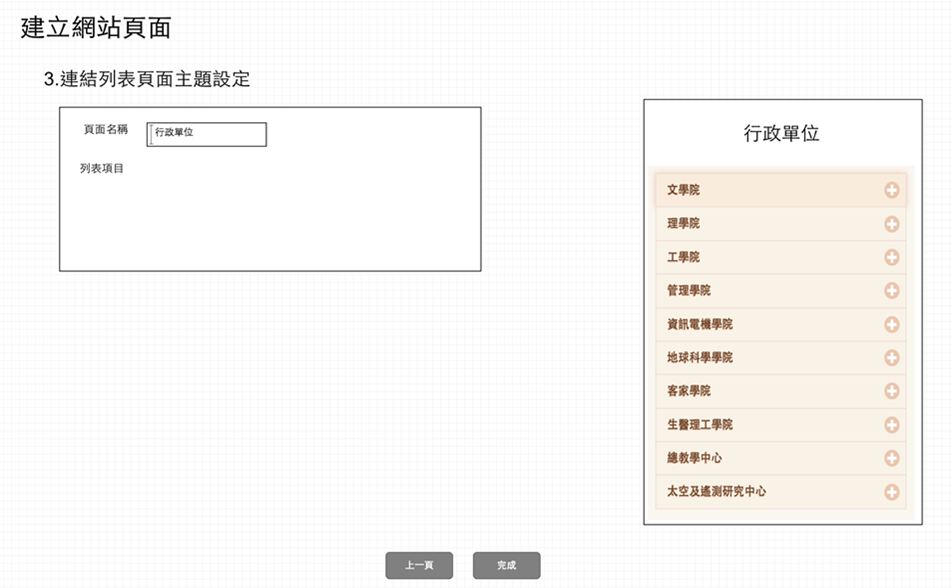 建立網站頁面
3.連結列表頁面主題設定
頁面名稱
行政單位
列表項目
行政單位
文學院
理學院
工學院
管理學院
資訊電機學院
地球科學學院
客家學院
生醫理工學院
總教學中心
太空及遙測研究中心
上一頁
完成